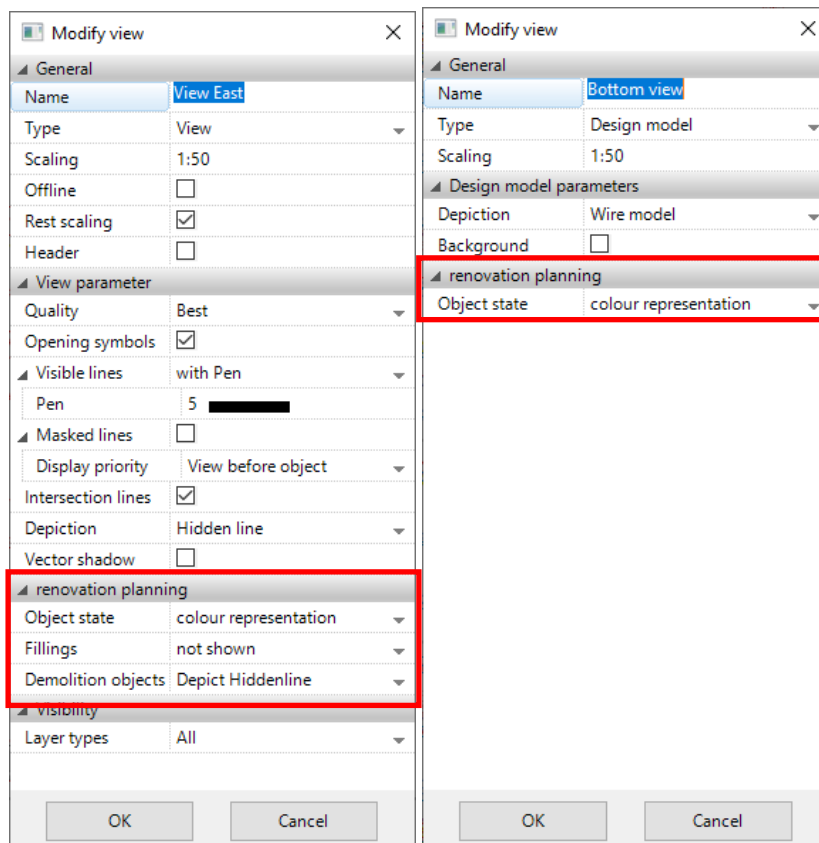 Modify view
General
Name View East
Type View
Scaling 1:50
Offline
Rest scaling
Header
View parameter
Quality Best
Opening symbols
Visible lines with Pen
Pen 5
Masked lines
Display priority View before object
Intersection lines
Depiction Hidden line
Vector shadow
renovation planning
Object state colour representation
Fillings not shown
Demolition objects Depict Hiddenline
Visibility
Layer types All
OK Cancel
Modify view
General
Name Bottom view
Type Design model
Scaling 1:50
Design model parameters
Depiction Wire model
Background
renovation planning
Object state colour representation
OK Cancel